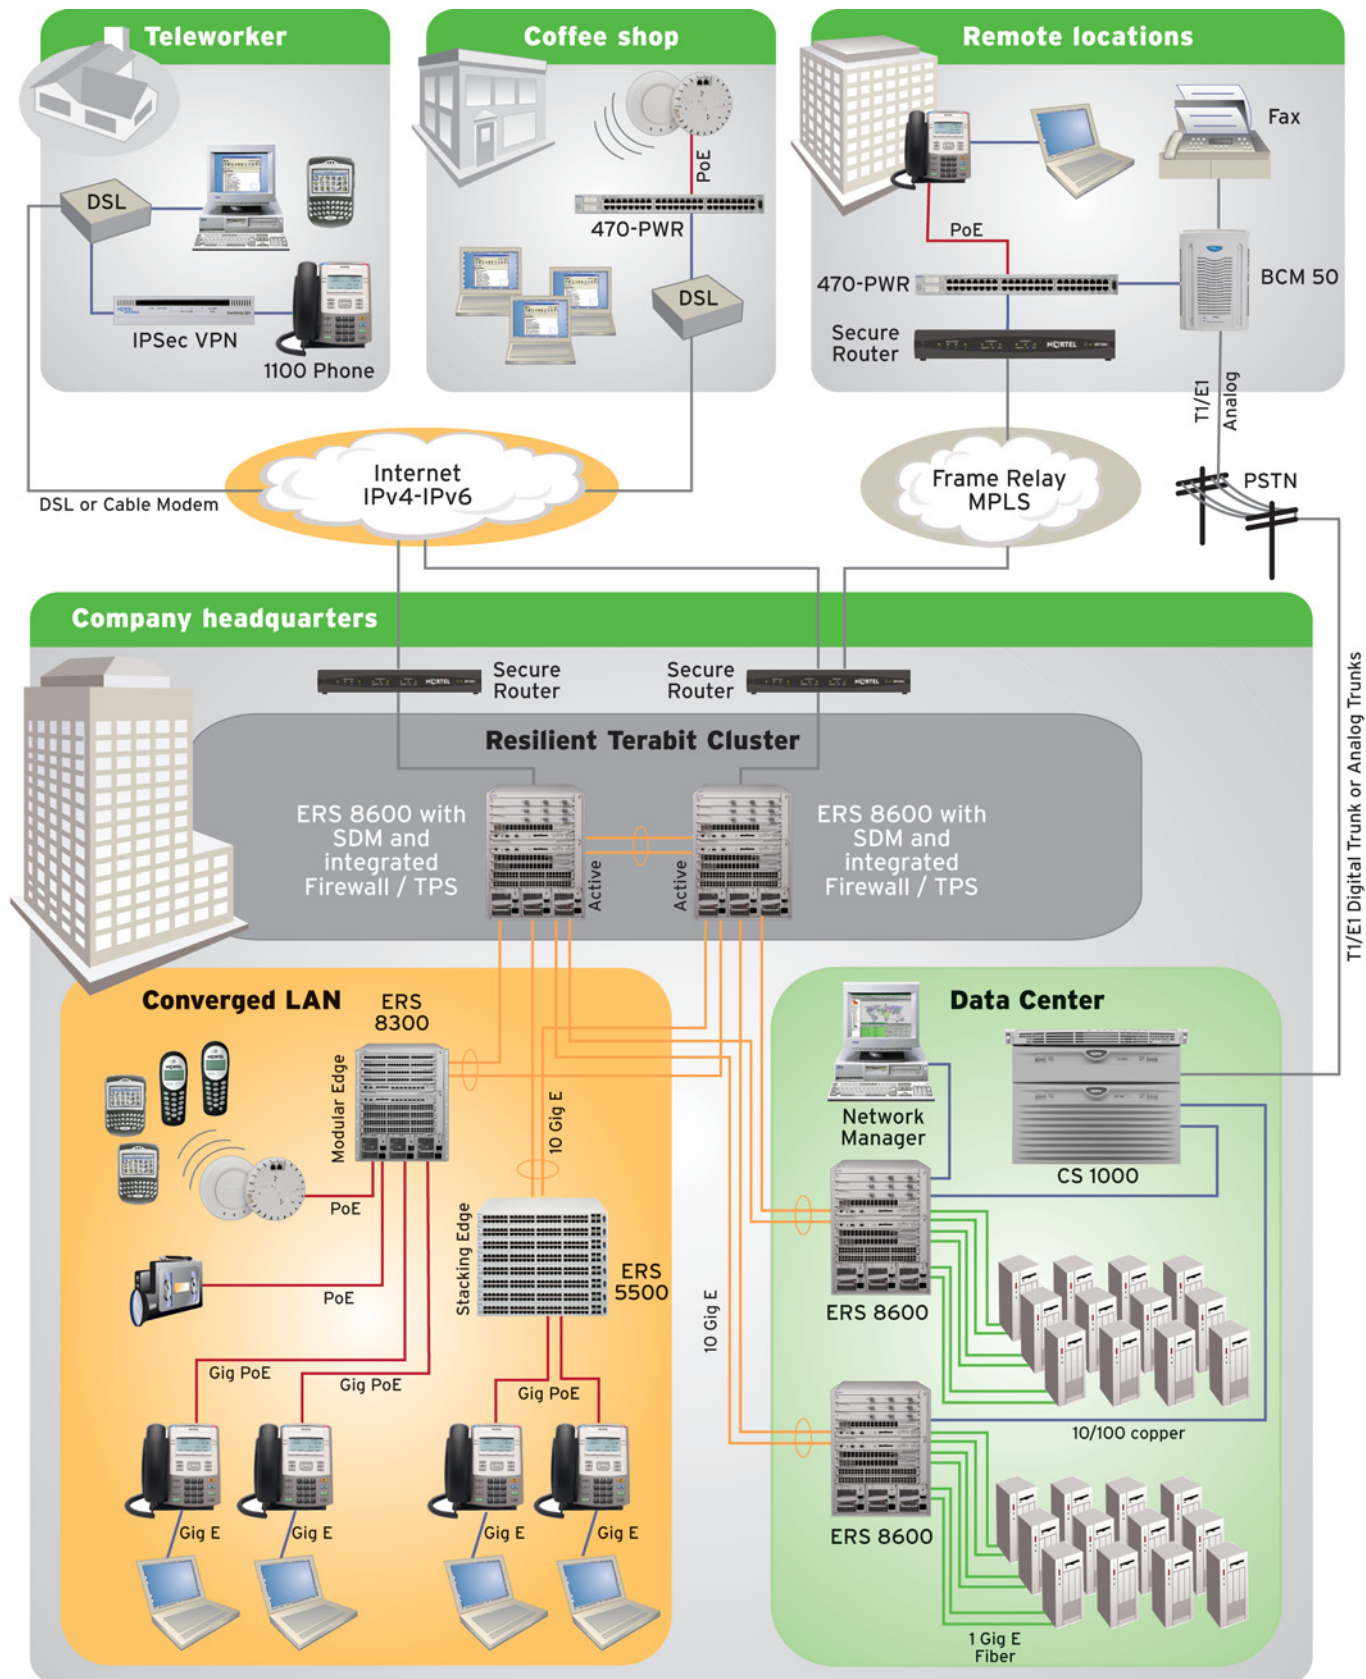 Teleworker
DSL
IPSec VPN
1100 Phone
Coffee shop
PoE
470-PWR
DSL
Remote locations
Fax
PoE
470-PWR
BCM 50
Secure
Router
NORTEL
T1/E1
Analog
Internet
IPv4-IPv6
DSL or Cable Modem
Frame Relay
MPLS
PSTN
T1/E1 Digital Trunk or Analog Trunks
Company headquarters
Secure
Router
NORTEL
Secure
Router
NORTEL
Resilient Terabit Cluster
ERS 8600 with
SDM and
integrated
Firewall / TPS
Active
Active
ERS 8600 with
SDM and
integrated
Firewall / TPS
Converged LAN
ERS
8300
Modular Edge
PoE
PoE
Gig PoE
Gig PoE
10 Gig E
Stacking Edge
ERS
5500
Gig PoE
Gig E
Gig E
Gig E
Gig E
10 Gig E
Data Center
Network
Manager
CS 1000
ERS 8600
ERS 8600
10/100 copper
1 Gig E
Fiber